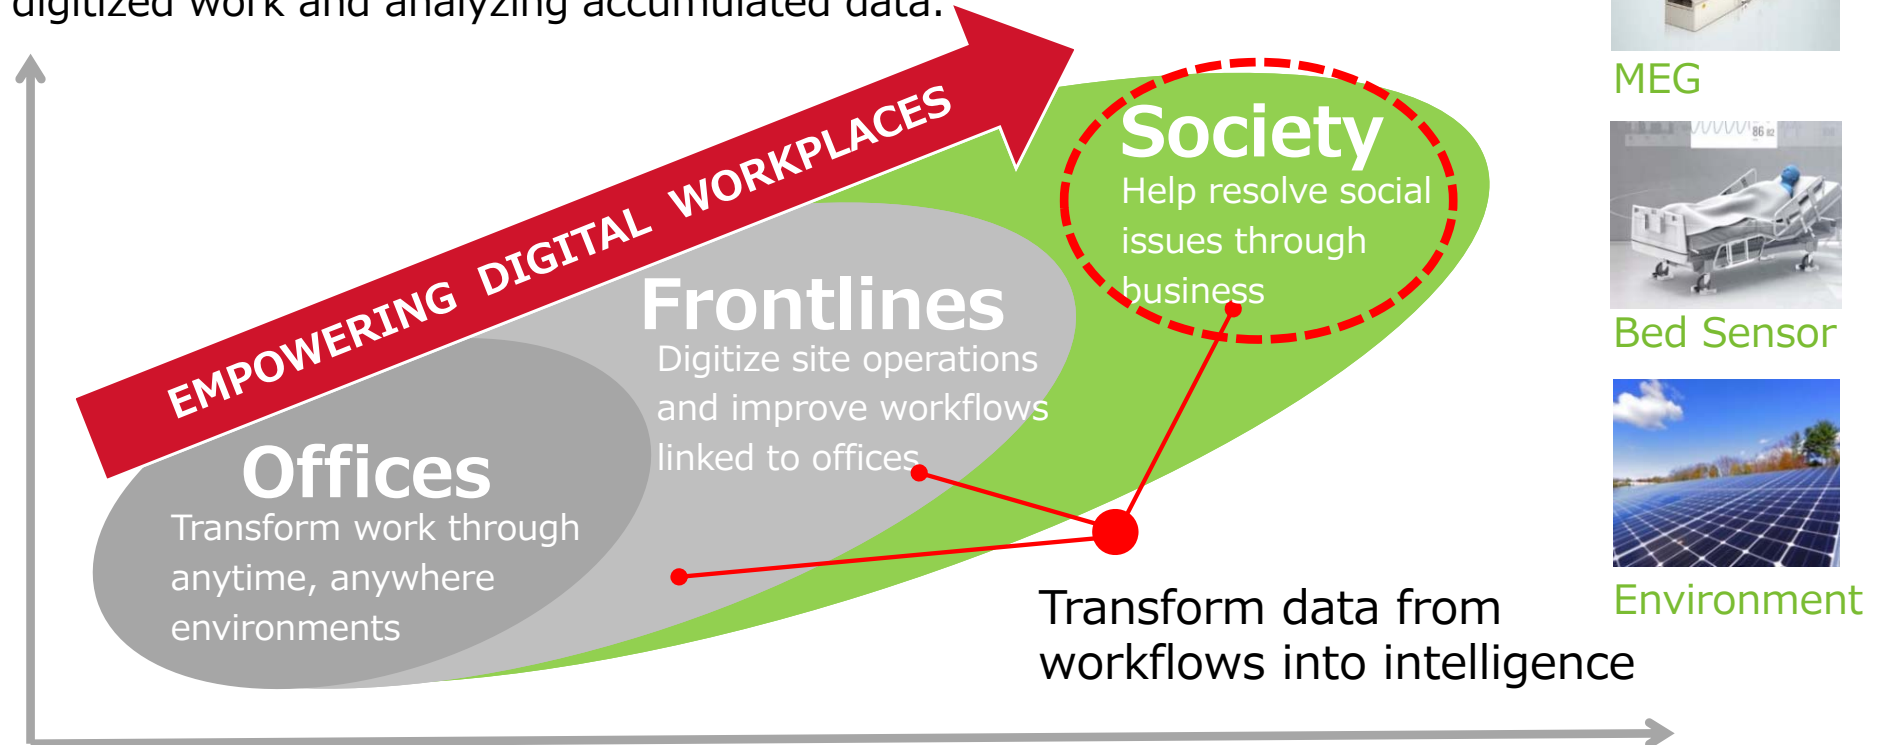 digitized work and analyzing accumulated data.
EMPOWERING DIGITAL WORKPLACES
Society
Help resolve social
issues through
business
Frontlines
Digitize site operations
and improve workflows
linked to offices
Offices
Transform work through
anytime, anywhere
environments
Transform data from
workflows into intelligence
MEG
86 82
Bed Sensor
Environment